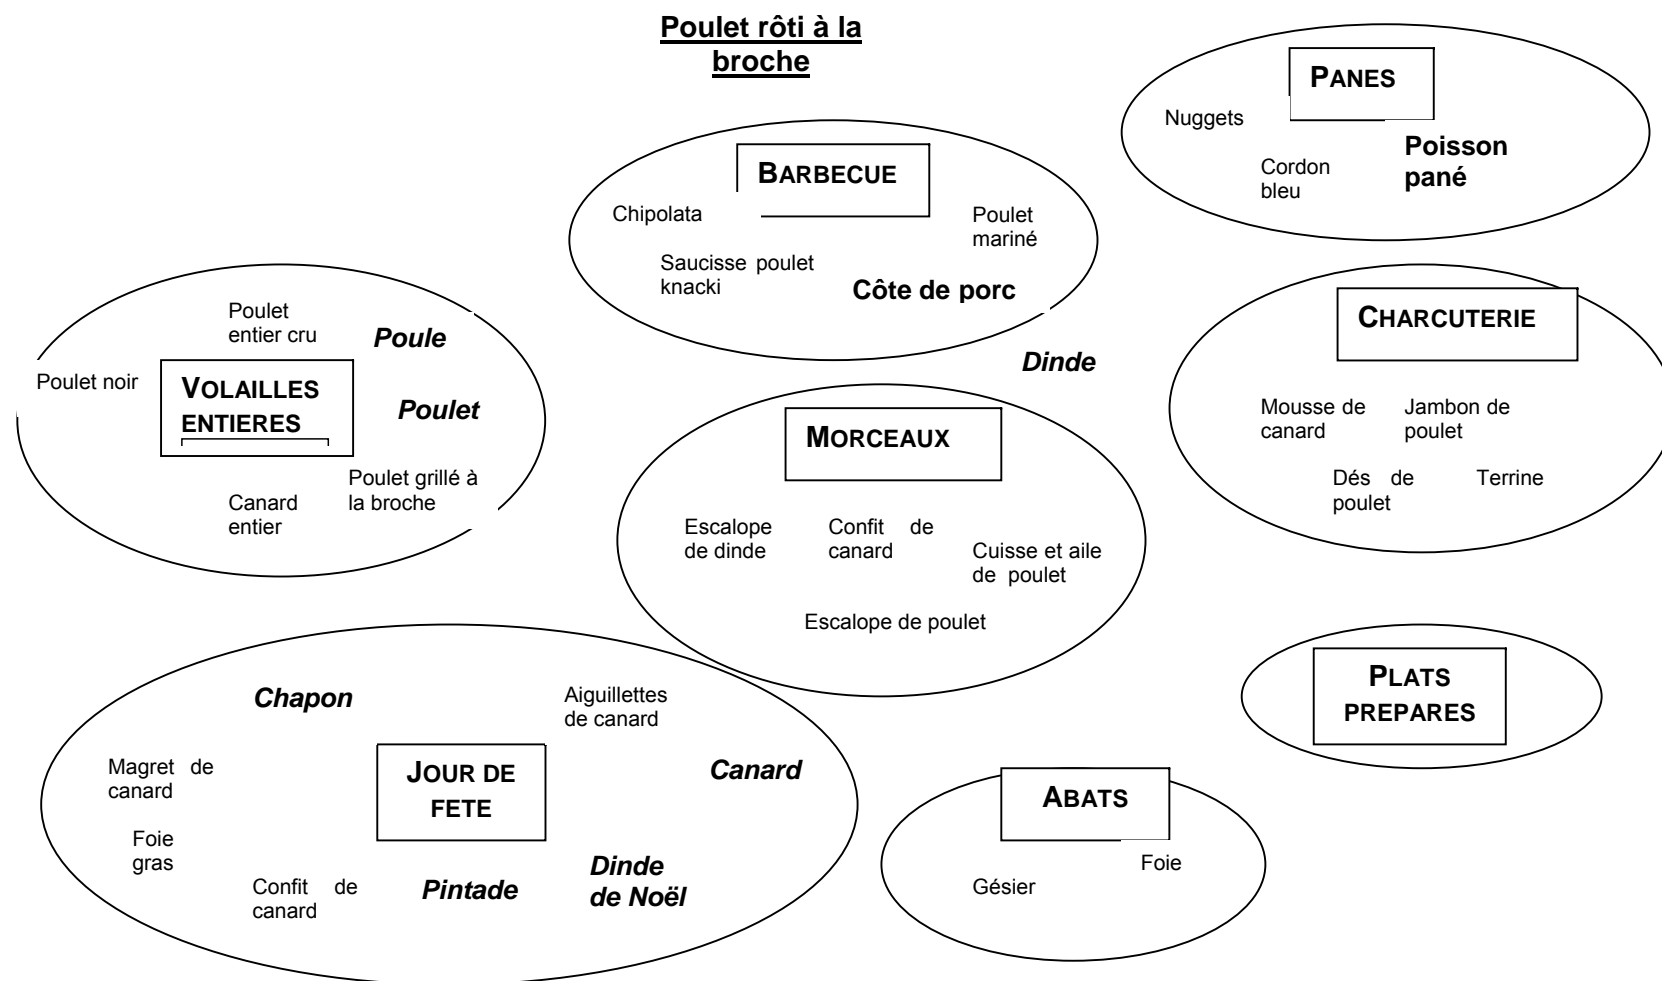 Poulet rôti à la
broche
PANES
Nuggets
Cordon
bleu
Poisson
pané
BARBECUE
Chipolata
Poulet
mariné
Saucisse poulet
knacki
Côte de porc
Poulet
entier cru
Poule
Poulet noir
VOLAILLES
ENTIERES
Poulet
Poulet grillé à
la broche
Canard
entier
Dinde
CHARCUTERIE
Mousse de
canard
Jambon de
poulet
Dés de
poulet
Terrine
MORCEAUX
Escalope
de dinde
Confit de
canard
Cuisse et aile
de poulet
Escalope de poulet
Chapon
Aiguillettes
de canard
Magret de
canard
JOUR DE
FETE
Canard
Foie
gras
Confit de
canard
Pintade
Dinde
de Noël
PLATS
PREPARES
ABATS
Gésier
Foie